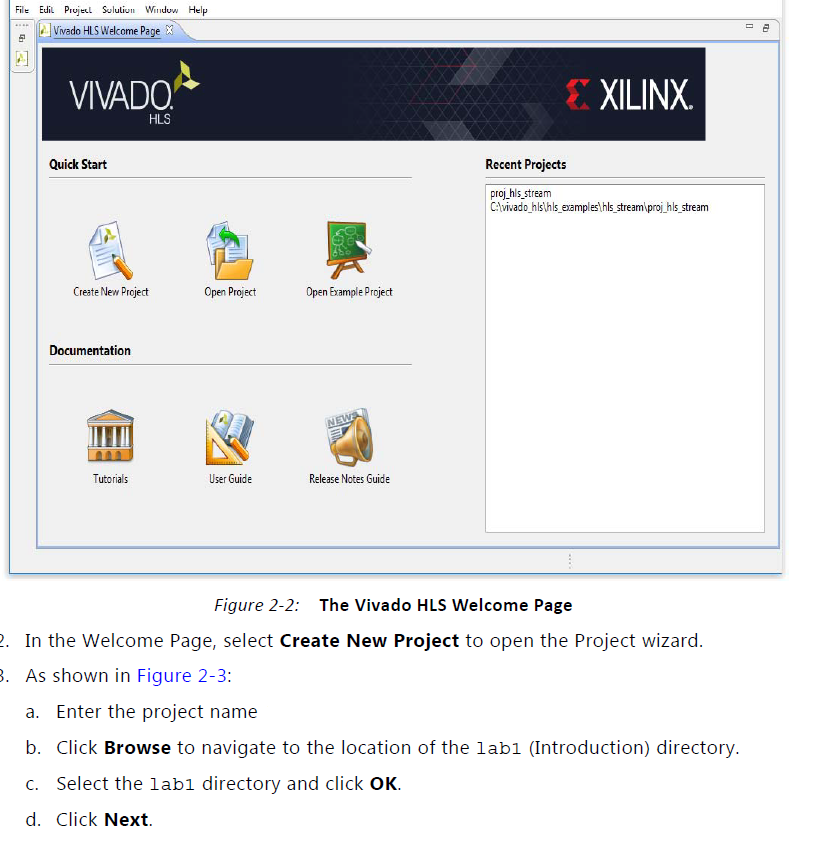 File Edit Project Solution Window Help
Vivado HLS Welcome Page
VIVADO.
HLS
XILINX.
Quick Start
Recent Projects
proj_hls_stream
C:\vivado_hls\hls_examples\hls_stream\proj_hls_stream
Create New Project
Open Project
Open Example Project
Documentation
NEWS
Tutorials
User Guide
Release Notes Guide
Figure 2-2: The Vivado HLS Welcome Page
2. In the Welcome Page, select Create New Project to open the Project wizard.
3. As shown in Figure 2-3:
a. Enter the project name
b. Click Browse to navigate to the location of the lab1 (Introduction) directory.
c. Select the lab1 directory and click OK.
d. Click Next.